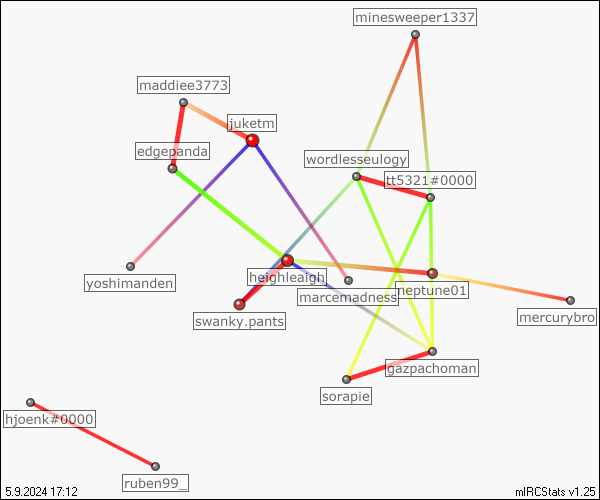 minesweeper1337
maddiee3773
juketm
edgepanda
wordlesseulogy
tt5321#0000
heighleaigh
yoshimanden
marcemadness
neptune01
swanky.pants
mercurybro
gazpachoman
sorapie
hjoenk#0000
ruben99_
5.9.2024 17:12
mIRCStats v1.25